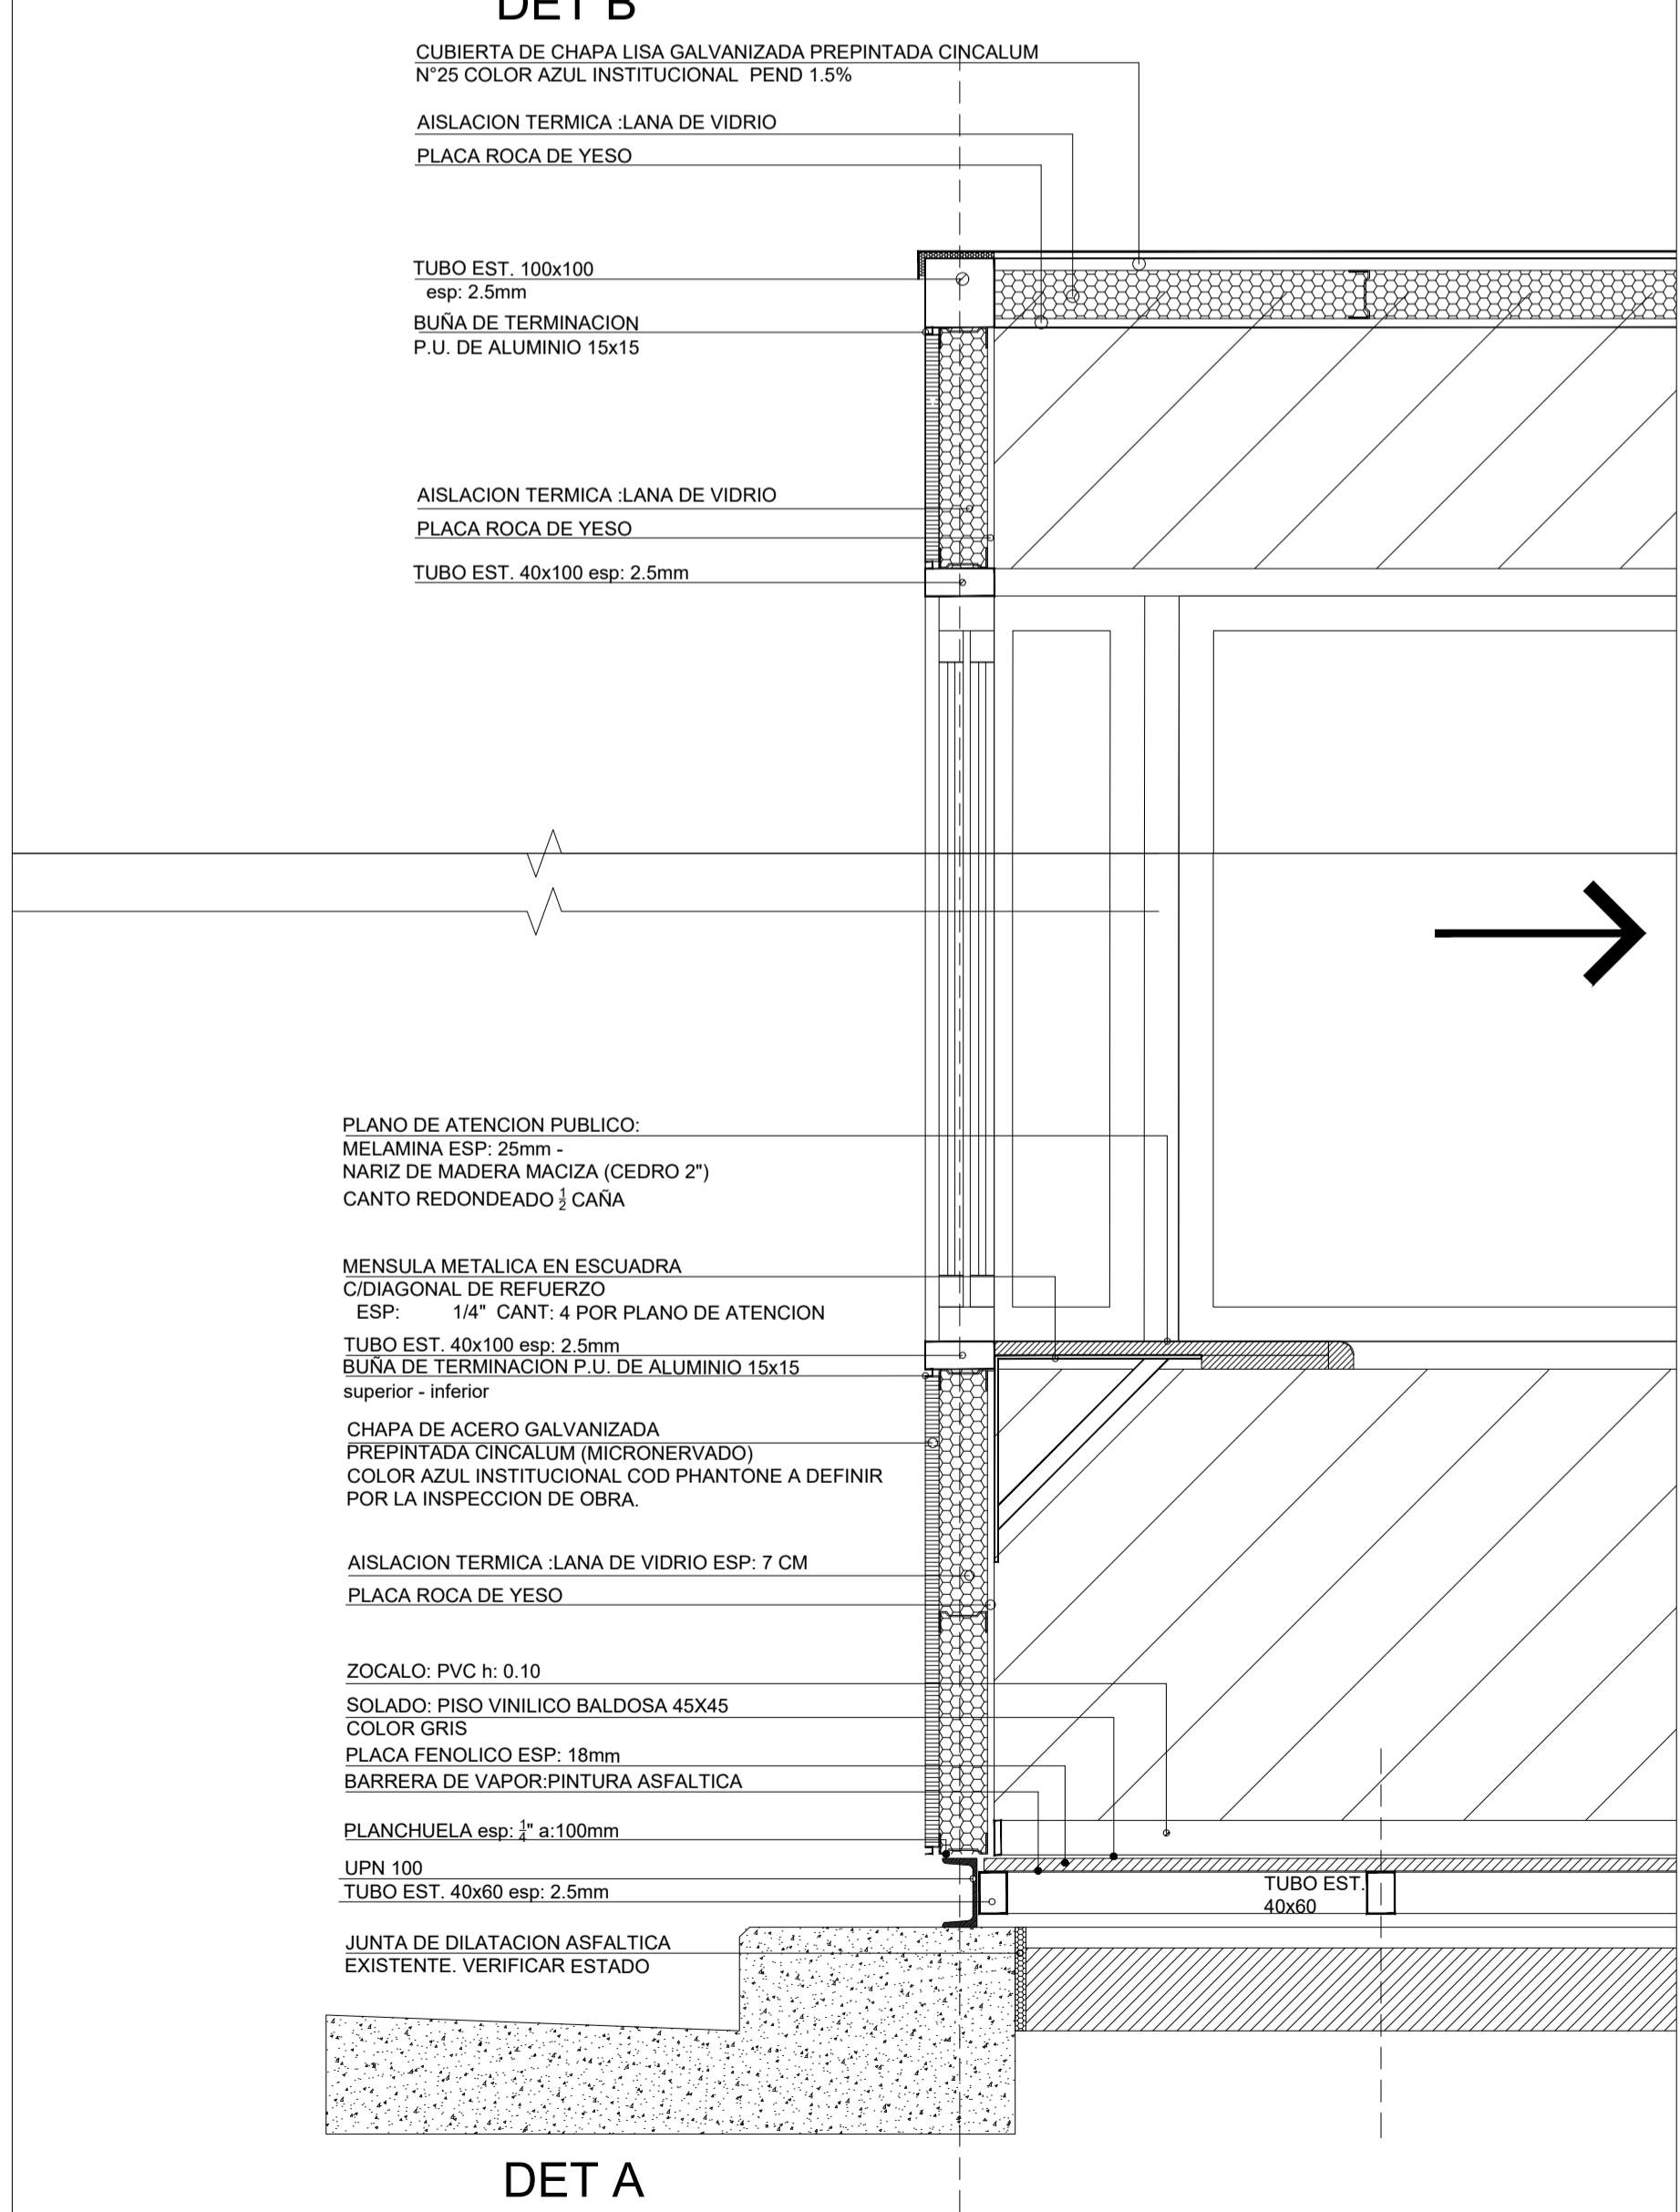 DET B
CUBIERTA DE CHAPA LISA GALVANIZADA PREPINTADA CINCALUM
N°25 COLOR AZUL INSTITUCIONAL PEND 1.5%
AISLACION TERMICA :LANA DE VIDRIO
PLACA ROCA DE YESO
TUBO EST. 100x100
esp: 2.5mm
BUÑA DE TERMINACION
P.U. DE ALUMINIO 15x15
AISLACION TERMICA :LANA DE VIDRIO
PLACA ROCA DE YESO
TUBO EST. 40x100 esp: 2.5mm
PLANO DE ATENCION PUBLICO:
MELAMINA ESP: 25mm -
NARIZ DE MADERA MACIZA (CEDRO 2")
CANTO REDONDEADO 1/2 CAÑA
MENSULA METALICA EN ESCUADRA
C/DIAGONAL DE REFUERZO
ESP: 1/4" CANT: 4 POR PLANO DE ATENCION
TUBO EST. 40x100 esp: 2.5mm
BUÑA DE TERMINACION P.U. DE ALUMINIO 15x15
superior - inferior
CHAPA DE ACERO GALVANIZADA
PREPINTADA CINCALUM (MICRONERVADO)
COLOR AZUL INSTITUCIONAL COD PHANTONE A DEFINIR
POR LA INSPECCION DE OBRA.
AISLACION TERMICA :LANA DE VIDRIO ESP: 7 CM
PLACA ROCA DE YESO
ZOCALO: PVC h: 0.10
SOLADO: PISO VINILICO BALDOSA 45X45
COLOR GRIS
PLACA FENOLICO ESP: 18mm
BARRERA DE VAPOR:PINTURA ASFALTICA
PLANCHUELA esp: 1/4" a:100mm
UPN 100
TUBO EST. 40x60 esp: 2.5mm
TUBO EST.
40x60
JUNTA DE DILATACION ASFALTICA
EXISTENTE. VERIFICAR ESTADO
DET A